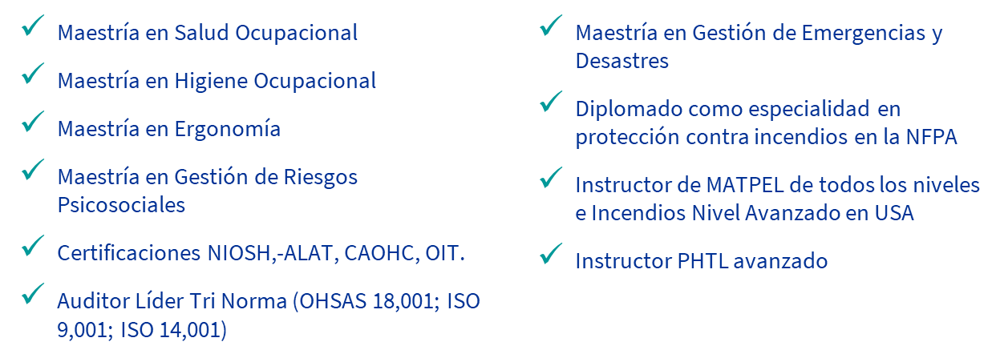 Maestría en Salud Ocupacional
Maestría en Higiene Ocupacional
Maestría en Ergonomía
Maestría en Gestión de Riesgos
Psicosociales
Certificaciones NIOSH,-ALAT, CAOHC, OIT.
Auditor Líder Tri Norma (OHSAS 18,001; ISO
9,001; ISO 14,001)
Maestría en Gestión de Emergencias y
Desastres
Diplomado como especialidad en
protección contra incendios en la NFPA
Instructor de MATPEL de todos los niveles
e Incendios Nivel Avanzado en USA
Instructor PHTL avanzado